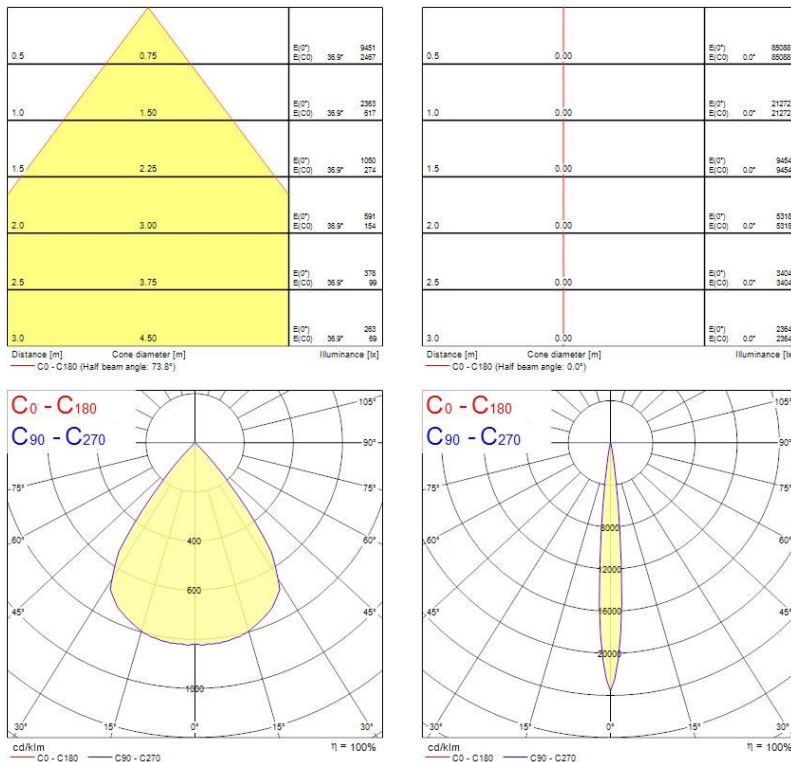 E(0°) 9451
0.5 0.75 E(C0) 36.9° 2467
E(0°) 2363
1.0 1.50 E(C0) 36.9° 617
E(0°) 1050
1.5 2.25 E(C0) 36.9° 274
E(0°) 591
2.0 3.00 E(C0) 36.9° 154
E(0°) 378
2.5 3.75 E(C0) 36.9° 99
E(0°) 263
3.0 4.50 E(C0) 36.9° 69
Distance [m] Cone diameter [m] Illuminance [lx]
C0 - C180 (Half beam angle: 73.8°)
E(0°) 85088
0.5 0.00 E(C0) 0.0° 85088
E(0°) 21272
1.0 0.00 E(C0) 0.0° 21272
E(0°) 9454
1.5 0.00 E(C0) 0.0° 9454
E(0°) 5318
2.0 0.00 E(C0) 0.0° 5318
E(0°) 3404
2.5 0.00 E(C0) 0.0° 3404
E(0°) 2364
3.0 0.00 E(C0) 0.0° 2364
Distance [m] Cone diameter [m] Illuminance [lx]
C0 - C180 (Half beam angle: 0.0°)
C0 - C180
C90 - C270
105°
90°
75° 75°
60° 400 60°
600
45° 45°
1000
30° 15° 0° 15° 30°
cd/klm η = 100%
C0 - C180 C90 - C270
C0 - C180
C90 - C270
105°
90°
75° 75°
8000
60° 60°
12000
16000
45° 45°
20000
30° 15° 0° 15° 30°
cd/klm η = 100%
C0 - C180 C90 - C270